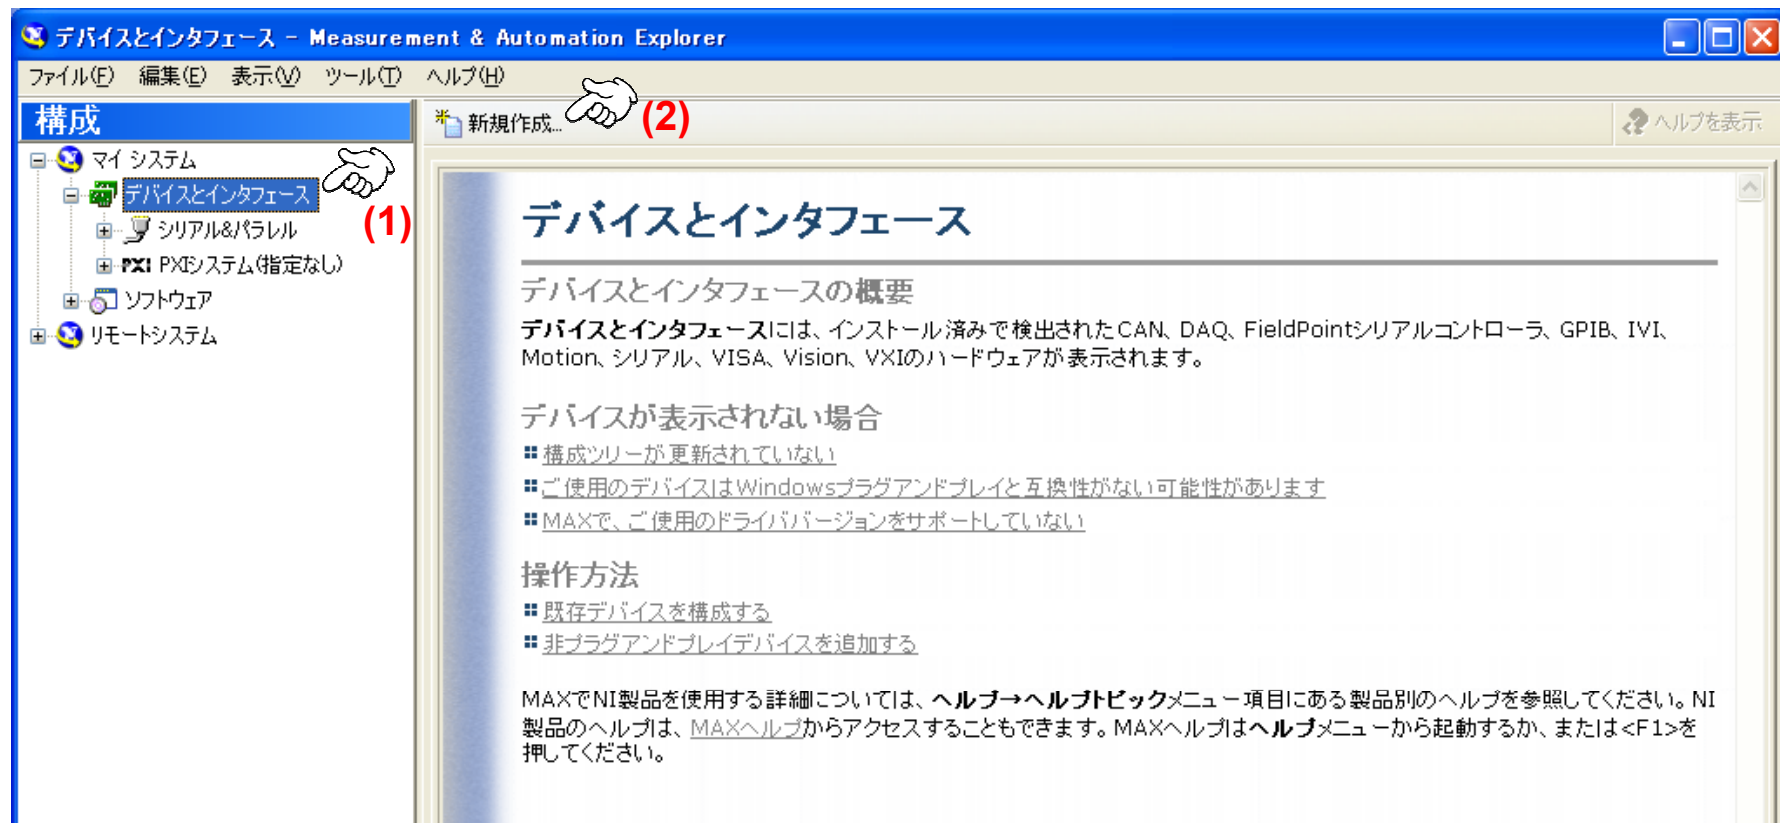 デバイスとインタフェース - Measurement & Automation Explorer
ファイル(F) 編集(E) 表示(V) ツール(T) ヘルプ(H)
構成
新規作成...
(2)
ヘルプを表示
マイ システム
デバイスとインタフェース
(1)
シリアル&パラレル
PXI PXIシステム(指定なし)
ソフトウェア
リモートシステム
デバイスとインタフェース
デバイスとインタフェースの概要
デバイスとインタフェースには、インストール済みで検出されたCAN、DAQ、FieldPointシリアルコントローラ、GPIB、IVI、
Motion、シリアル、VISA、Vision、VXIのハードウェアが表示されます。
デバイスが表示されない場合
構成ツリーが更新されていない
ご使用のデバイスはWindowsプラグアンドプレイと互換性がない可能性があります
MAXで、ご使用のドライババージョンをサポートしていない
操作方法
既存デバイスを構成する
非プラグアンドプレイデバイスを追加する
MAXでNI製品を使用する詳細については、ヘルプ→ヘルプトピックメニュー項目にある製品別のヘルプを参照してください。NI
製品のヘルプは、MAXヘルプからアクセスすることもできます。MAXヘルプはヘルプメニューから起動するか、または<F1>を
押してください。